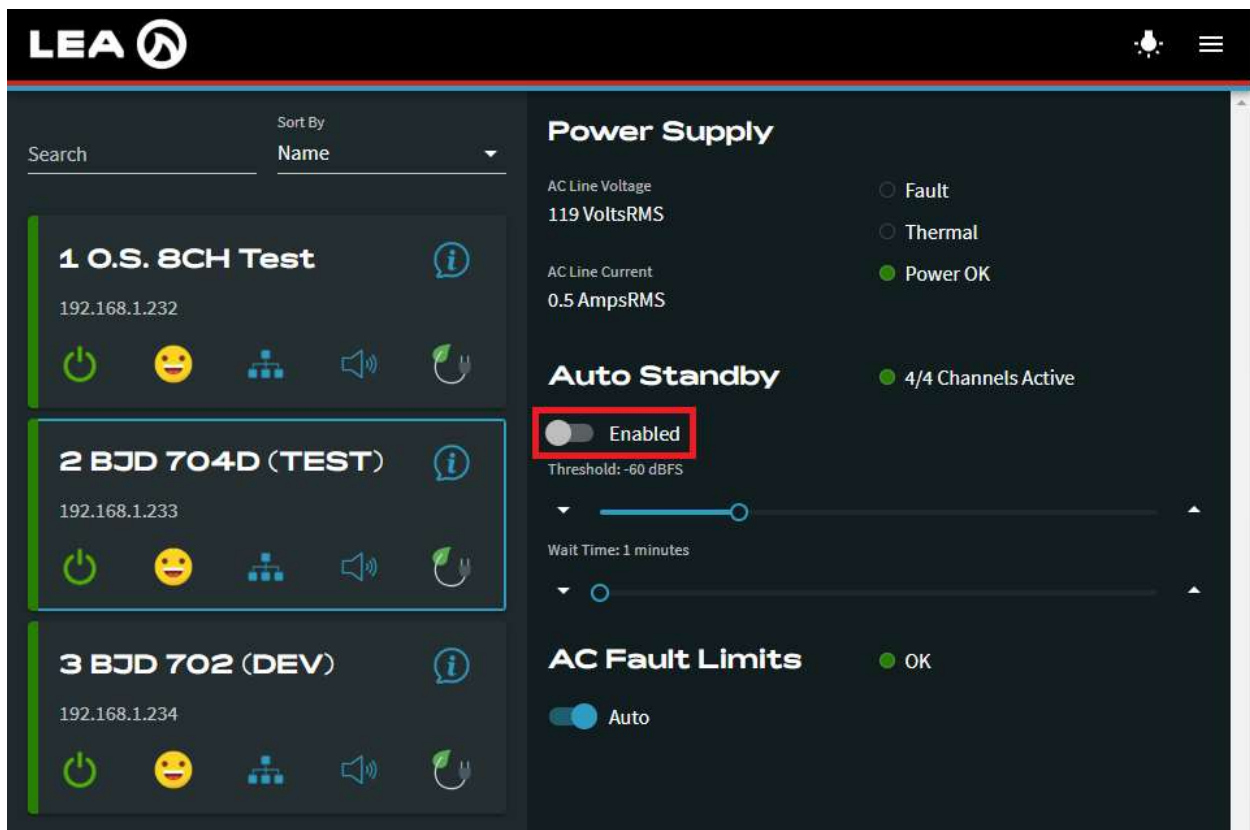 LEA
Search
Sort By
Name
1 O.S. 8CH Test
192.168.1.232
2 BJD 704D (TEST)
192.168.1.233
3 BJD 702 (DEV)
192.168.1.234
Power Supply
AC Line Voltage
119 VoltsRMS
AC Line Current
0.5 AmpsRMS
Fault
Thermal
Power OK
Auto Standby
4/4 Channels Active
Enabled
Threshold: -60 dBFS
Wait Time: 1 minutes
AC Fault Limits
OK
Auto